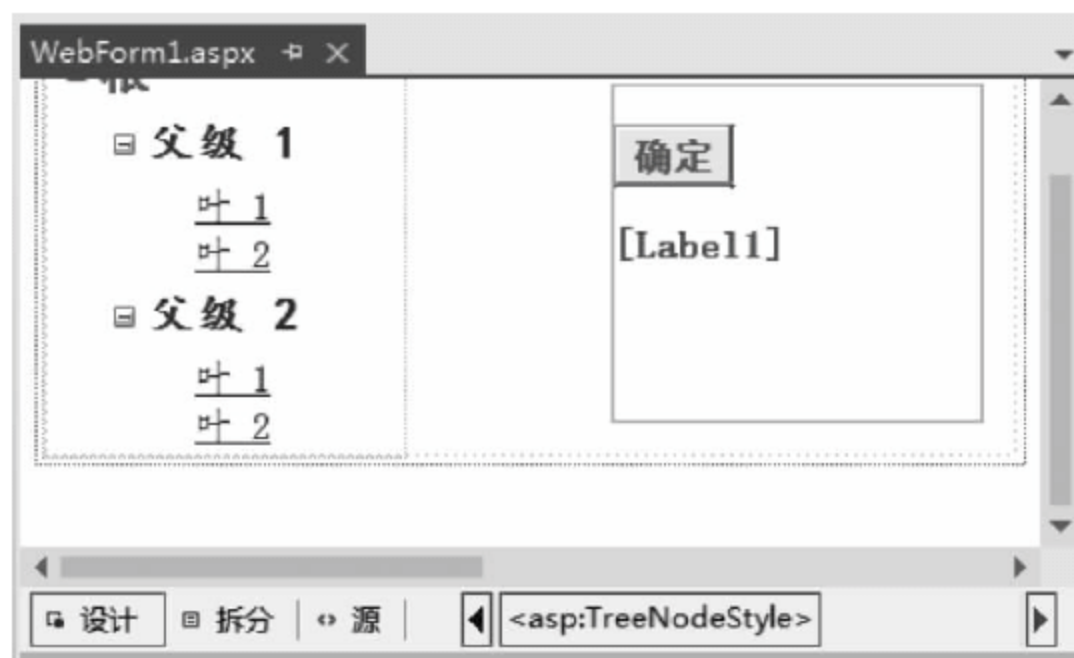 WebForm1.aspx
根
父级 1
叶 1
叶 2
父级 2
叶 1
叶 2
确定
[Label1]
设计
拆分
源
<asp:TreeNodeStyle>